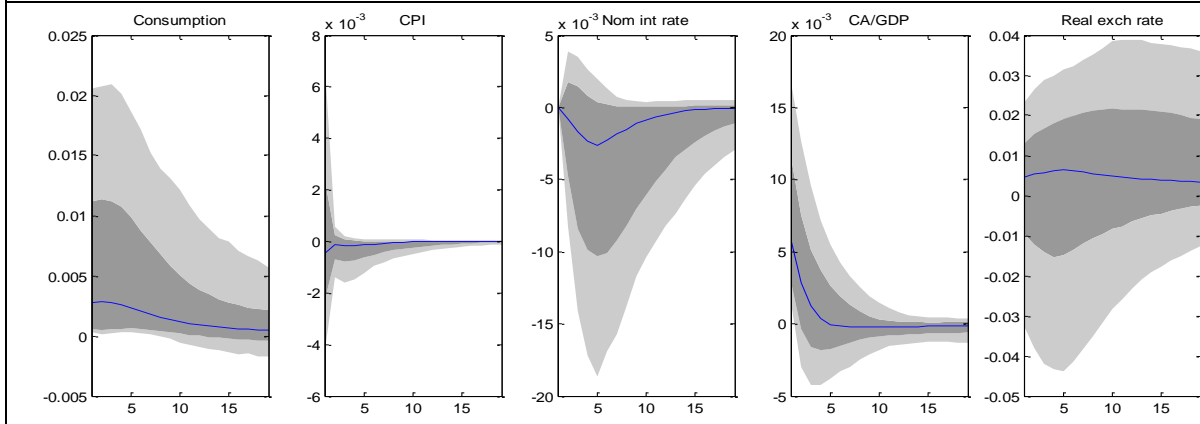 Consumption
0.025
0.02
0.015
0.01
0.005
0
-0.005
5 10 15
CPI
x 10^-3
8
6
4
2
0
-2
-4
-6
5 10 15
Nom int rate
x 10^-3
5
0
-5
-10
-15
-20
5 10 15
CA/GDP
x 10^-3
20
15
10
5
0
-5
5 10 15
Real exch rate
0.04
0.03
0.02
0.01
0
-0.01
-0.02
-0.03
-0.04
-0.05
5 10 15